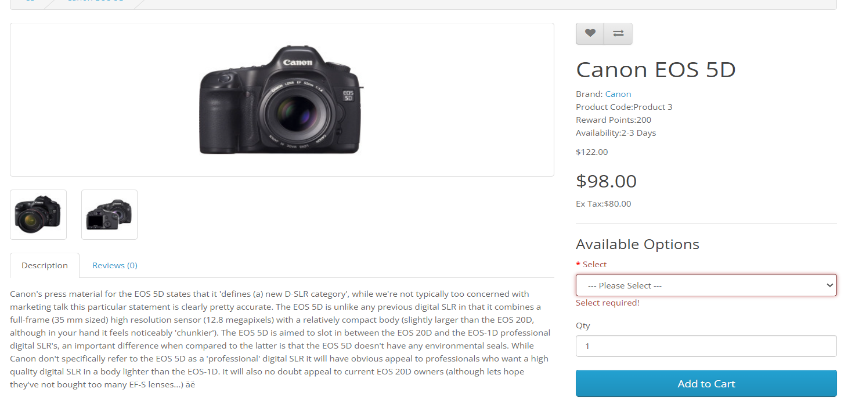 Canon
EOS
5D
Canon EOS 5D
Brand: Canon
Product Code:Product 3
Reward Points:200
Availability:2-3 Days
$122.00
$98.00
Ex Tax:$80.00
Available Options
* Select
--- Please Select ---
Select required!
Qty
1
Add to Cart
Description
Reviews (0)
Canon's press material for the EOS 5D states that it 'defines (a) new D-SLR category', while we're not typically too concerned with
marketing talk this particular statement is clearly pretty accurate. The EOS 5D is unlike any previous digital SLR in that it combines a
full-frame (35 mm sized) high resolution sensor (12.8 megapixels) with a relatively compact body (slightly larger than the EOS 20D,
although in your hand it feels noticeably 'chunkier'). The EOS 5D is aimed to slot in between the EOS 20D and the EOS-1D professional
digital SLR's, an important difference when compared to the latter is that the EOS 5D doesn't have any environmental seals. While
Canon don't specifically refer to the EOS 5D as a 'professional' digital SLR it will have obvious appeal to professionals who want a high
quality digital SLR in a body lighter than the EOS-1D. It will also no doubt appeal to current EOS 20D owners (although lets hope
they've not bought too many EF-S lenses...) äë